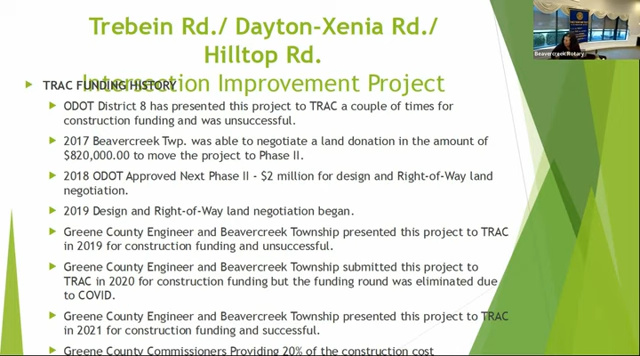 Trebein Rd./ Dayton-Xenia Rd./
Hilltop Rd.
Intersection Improvement Project
TRAC FUNDING HISTORY
ODOT District 8 has presented this project to TRAC a couple of times for
construction funding and was unsuccessful.
2017 Beavercreek Twp. was able to negotiate a land donation in the amount of
$820,000.00 to move the project to Phase II.
2018 ODOT Approved Next Phase II - $2 million for design and Right-of-Way land
negotiation.
2019 Design and Right-of-Way land negotiation began.
Greene County Engineer and Beavercreek Township presented this project to TRAC
in 2019 for construction funding and unsuccessful.
Greene County Engineer and Beavercreek Township submitted this project to
TRAC in 2020 for construction funding but the funding round was eliminated due
to COVID.
Greene County Engineer and Beavercreek Township presented this project to TRAC
in 2021 for construction funding and successful.
Greene County Commissioners Providing 20% of the construction cost
Beavercreek Rotary